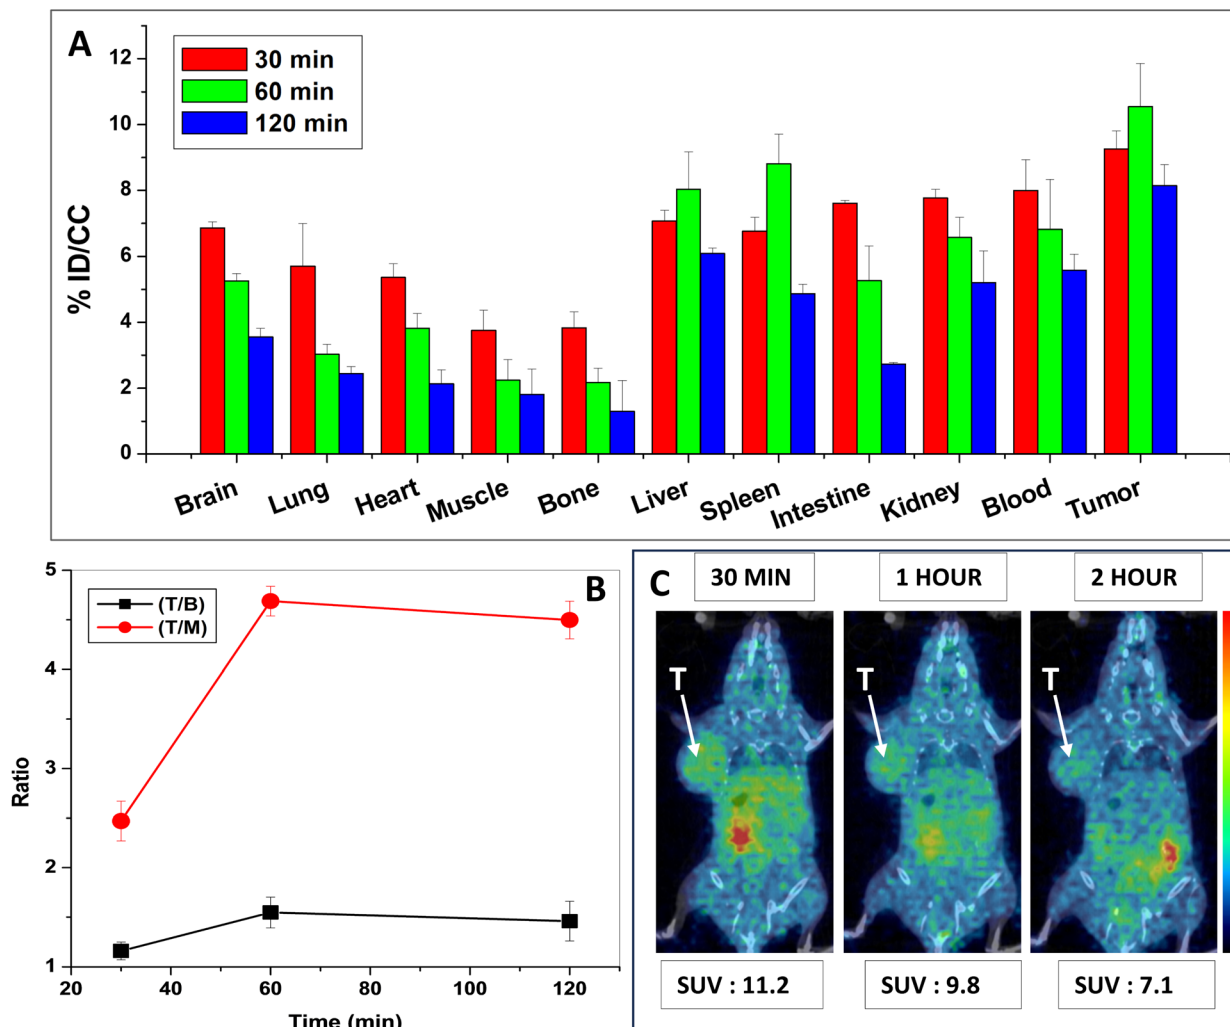 A
30 min
60 min
120 min
% ID/CC
12
10
8
6
4
2
0
Brain
Lung
Heart
Muscle
Bone
Liver
Spleen
Intestine
Kidney
Blood
Tumor
B
(T/B)
(T/M)
Ratio
5
4
3
2
1
20
40
60
80
100
120
Time (min)
C
30 MIN
1 HOUR
2 HOUR
T
T
T
SUV : 11.2
SUV : 9.8
SUV : 7.1